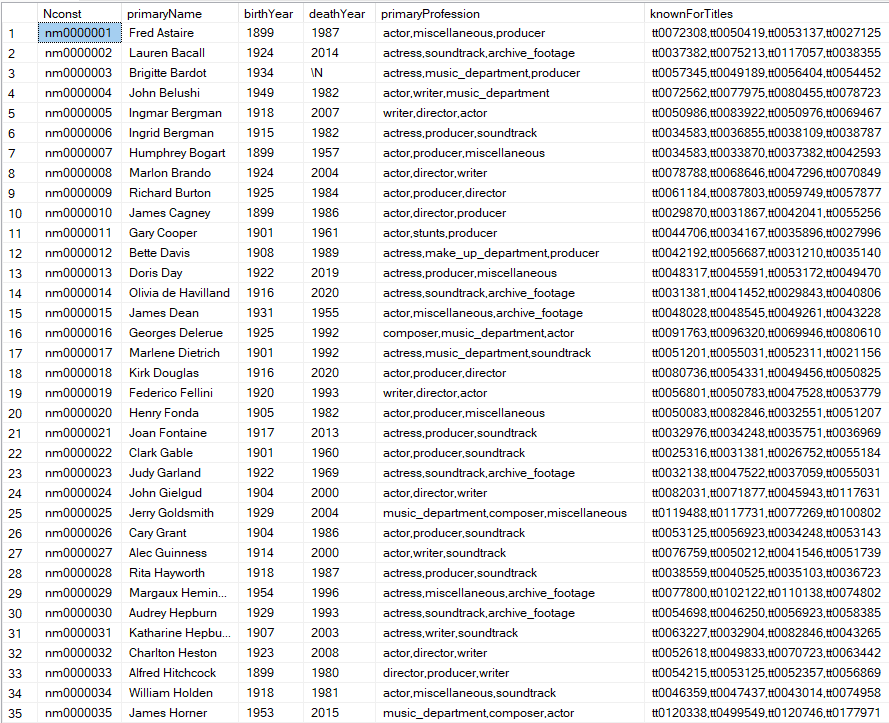 Nconst primaryName birthYear deathYear primaryProfession knownForTitles
1 nm0000001 Fred Astaire 1899 1987 actor,miscellaneous,producer tt0072308,tt0050419,tt0053137,tt0027125
2 nm0000002 Lauren Bacall 1924 2014 actress,soundtrack,archive_footage tt0037382,tt0075213,tt0117057,tt0038355
3 nm0000003 Brigitte Bardot 1934 \N actress,music_department,producer tt0057345,tt0049189,tt0056404,tt0054452
4 nm0000004 John Belushi 1949 1982 actor,writer,music_department tt0072562,tt0077975,tt0080455,tt0078723
5 nm0000005 Ingmar Bergman 1918 2007 writer,director,actor tt0050986,tt0083922,tt0050976,tt0069467
6 nm0000006 Ingrid Bergman 1915 1982 actress,producer,soundtrack tt0034583,tt0036855,tt0038109,tt0038787
7 nm0000007 Humphrey Bogart 1899 1957 actor,producer,miscellaneous tt0034583,tt0033870,tt0037382,tt0042593
8 nm0000008 Marlon Brando 1924 2004 actor,director,writer tt0078788,tt0068646,tt0047296,tt0070849
9 nm0000009 Richard Burton 1925 1984 actor,producer,director tt0061184,tt0087803,tt0059749,tt0057877
10 nm0000010 James Cagney 1899 1986 actor,director,producer tt0029870,tt0031867,tt0042041,tt0055256
11 nm0000011 Gary Cooper 1901 1961 actor,stunts,producer tt0044706,tt0034167,tt0035896,tt0027996
12 nm0000012 Bette Davis 1908 1989 actress,make_up_department,producer tt0042192,tt0056687,tt0031210,tt0035140
13 nm0000013 Doris Day 1922 2019 actress,producer,miscellaneous tt0048317,tt0045591,tt0053172,tt0049470
14 nm0000014 Olivia de Havilland 1916 2020 actress,soundtrack,archive_footage tt0031381,tt0041452,tt0029843,tt0040806
15 nm0000015 James Dean 1931 1955 actor,miscellaneous,archive_footage tt0048028,tt0048545,tt0049261,tt0043228
16 nm0000016 Georges Delerue 1925 1992 composer,music_department,actor tt0091763,tt0096320,tt0069946,tt0080610
17 nm0000017 Marlene Dietrich 1901 1992 actress,music_department,soundtrack tt0051201,tt0055031,tt0052311,tt0021156
18 nm0000018 Kirk Douglas 1916 2020 actor,producer,director tt0080736,tt0054331,tt0049456,tt0050825
19 nm0000019 Federico Fellini 1920 1993 writer,director,actor tt0056801,tt0050783,tt0047528,tt0053779
20 nm0000020 Henry Fonda 1905 1982 actor,producer,miscellaneous tt0050083,tt0082846,tt0032551,tt0051207
21 nm0000021 Joan Fontaine 1917 2013 actress,producer,soundtrack tt0032976,tt0034248,tt0035751,tt0036969
22 nm0000022 Clark Gable 1901 1960 actor,producer,soundtrack tt0025316,tt0031381,tt0026752,tt0055184
23 nm0000023 Judy Garland 1922 1969 actress,soundtrack,archive_footage tt0032138,tt0047522,tt0037059,tt0055031
24 nm0000024 John Gielgud 1904 2000 actor,director,writer tt0082031,tt0071877,tt0045943,tt0117631
25 nm0000025 Jerry Goldsmith 1929 2004 music_department,composer,miscellaneous tt0119488,tt0117731,tt0077269,tt0100802
26 nm0000026 Cary Grant 1904 1986 actor,producer,soundtrack tt0053125,tt0056923,tt0034248,tt0053143
27 nm0000027 Alec Guinness 1914 2000 actor,writer,soundtrack tt0076759,tt0050212,tt0041546,tt0051739
28 nm0000028 Rita Hayworth 1918 1987 actress,producer,soundtrack tt0038559,tt0040525,tt0035103,tt0036723
29 nm0000029 Margaux Hemin... 1954 1996 actress,miscellaneous,archive_footage tt0077800,tt0102122,tt0110138,tt0074802
30 nm0000030 Audrey Hepburn 1929 1993 actress,soundtrack,archive_footage tt0054698,tt0046250,tt0056923,tt0058385
31 nm0000031 Katharine Hepbu... 1907 2003 actress,writer,soundtrack tt0063227,tt0032904,tt0082846,tt0043265
32 nm0000032 Charlton Heston 1923 2008 actor,producer,director tt0052618,tt0049833,tt0070723,tt0063442
33 nm0000033 Alfred Hitchcock 1899 1980 director,producer,writer tt0054215,tt0053125,tt0052357,tt0056869
34 nm0000034 William Holden 1918 1981 actor,miscellaneous,soundtrack tt0046359,tt0047437,tt0043014,tt0074958
35 nm0000035 James Horner 1953 2015 music_department,composer,actor tt0120338,tt0499549,tt0120746,tt0177971